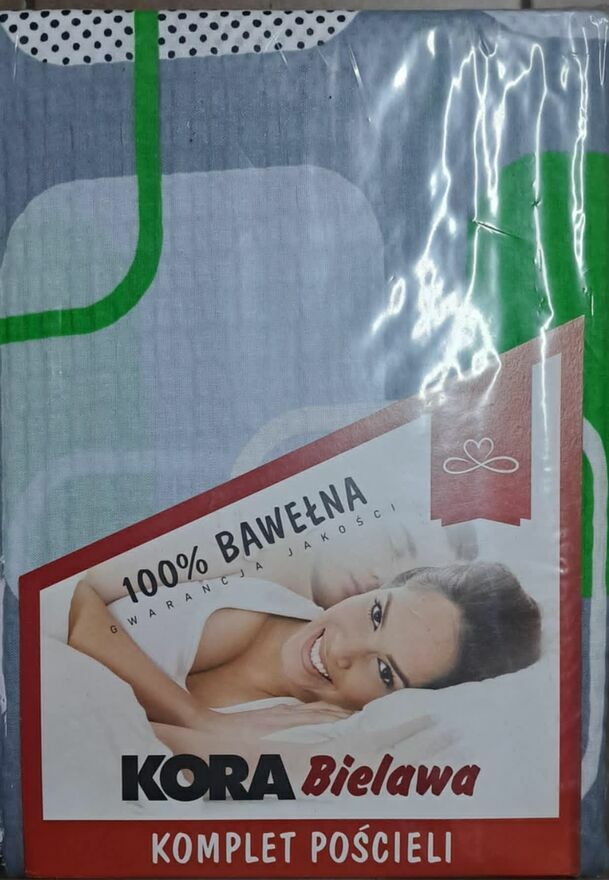 100% BAWEŁNA
GWARANCJA JAKOŚCI
KORA Bielawa
KOMPLET POŚCIELI